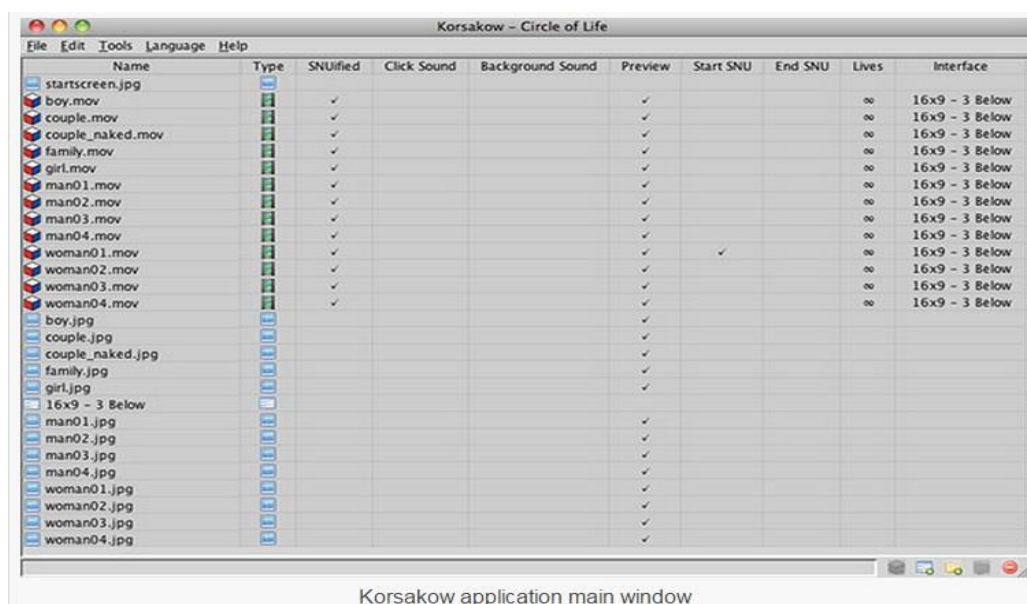 Korsakow - Circle of Life
File Edit Tools Language Help
Name Type SNUified Click Sound Background Sound Preview Start SNU End SNU Lives Interface
startscreen.jpg
boy.mov ✓ ✓ ∞ 16x9 - 3 Below
couple.mov ✓ ✓ ∞ 16x9 - 3 Below
couple_naked.mov ✓ ✓ ∞ 16x9 - 3 Below
family.mov ✓ ✓ ∞ 16x9 - 3 Below
girl.mov ✓ ✓ ∞ 16x9 - 3 Below
man01.mov ✓ ✓ ∞ 16x9 - 3 Below
man02.mov ✓ ✓ ∞ 16x9 - 3 Below
man03.mov ✓ ✓ ∞ 16x9 - 3 Below
man04.mov ✓ ✓ ∞ 16x9 - 3 Below
woman01.mov ✓ ✓ ✓ ∞ 16x9 - 3 Below
woman02.mov ✓ ✓ ∞ 16x9 - 3 Below
woman03.mov ✓ ✓ ∞ 16x9 - 3 Below
woman04.mov ✓ ✓ ∞ 16x9 - 3 Below
boy.jpg ✓
couple.jpg ✓
couple_naked.jpg ✓
family.jpg ✓
girl.jpg ✓
16x9 - 3 Below
man01.jpg ✓
man02.jpg ✓
man03.jpg ✓
man04.jpg ✓
woman01.jpg ✓
woman02.jpg ✓
woman03.jpg ✓
woman04.jpg ✓
Korsakow application main window